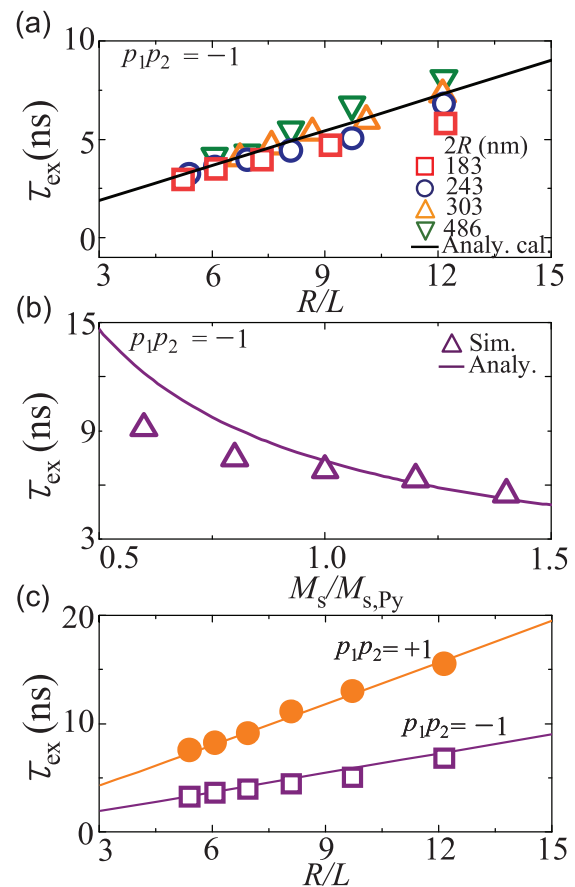 (a)
10
5
0
τex (ns)
p₁p₂ = −1
2R (nm)
183
243
303
486
Analy. cal.
3 6 9 12 15
R/L
(b)
15
9
3
τex (ns)
p₁p₂ = −1
Sim.
Analy.
0.5 1.0 1.5
Ms/Ms,Py
(c)
20
10
0
τex (ns)
p₁p₂= +1
p₁p₂= −1
3 6 9 12 15
R/L